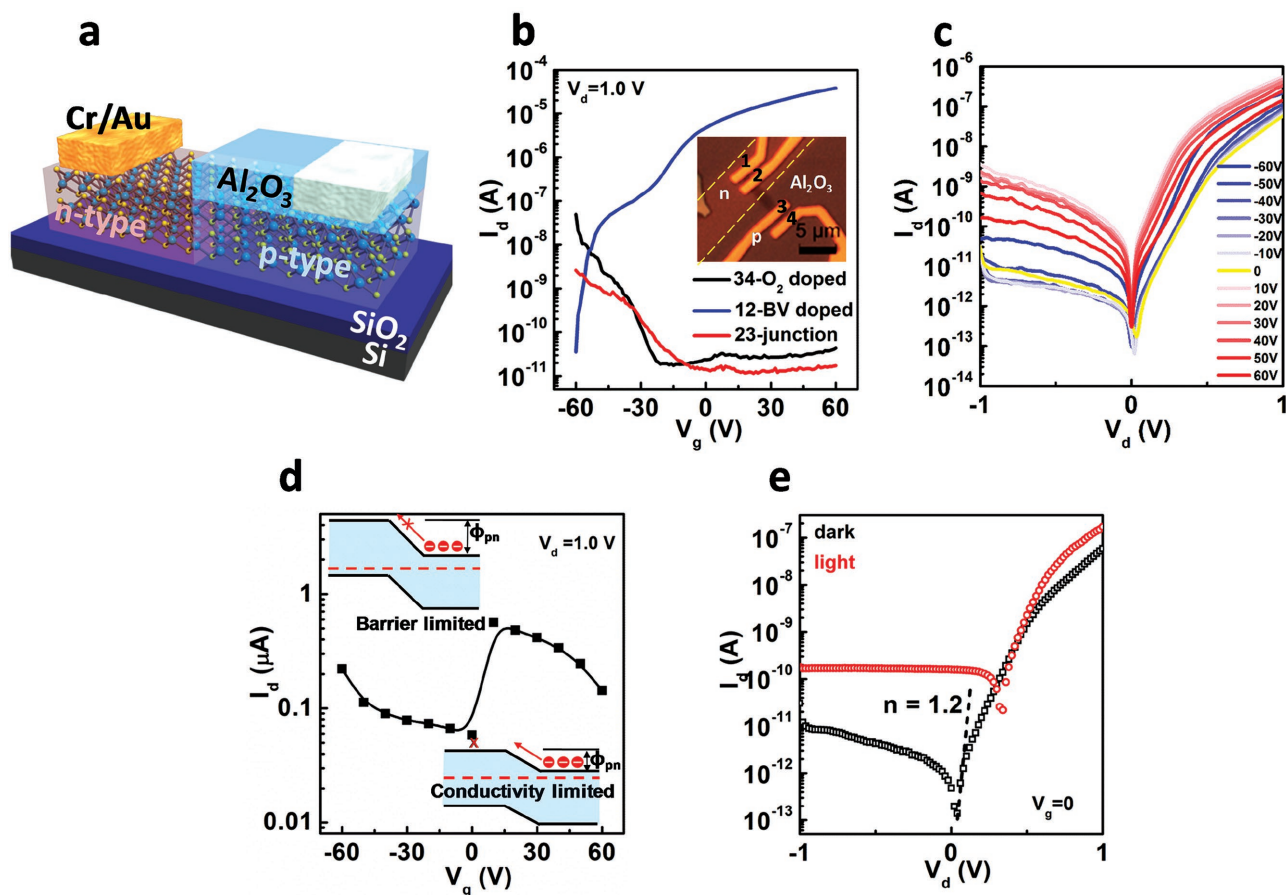 a
Cr/Au
Al2O3
n-type
p-type
SiO2
Si
b
Vd=1.0 V
Id (A)
10^-4
10^-5
10^-6
10^-7
10^-8
10^-9
10^-10
10^-11
1
2
n
Al2O3
3
4
p
5 μm
34-O2 doped
12-BV doped
23-junction
-60 -30 0 30 60
Vg (V)
c
Id (A)
10^-6
10^-7
10^-8
10^-9
10^-10
10^-11
10^-12
10^-13
10^-14
-60V
-50V
-40V
-30V
-20V
-10V
0
10V
20V
30V
40V
50V
60V
-1 0 1
Vd (V)
d
Φpn
Vd =1.0 V
Barrier limited
Id (μA)
1
0.1
0.01
x
Φpn
Conductivity limited
-60 -30 0 30 60
Vg (V)
e
dark
light
Id (A)
10^-7
10^-8
10^-9
10^-10
10^-11
10^-12
10^-13
n = 1.2
Vg=0
-1 0 1
Vd (V)